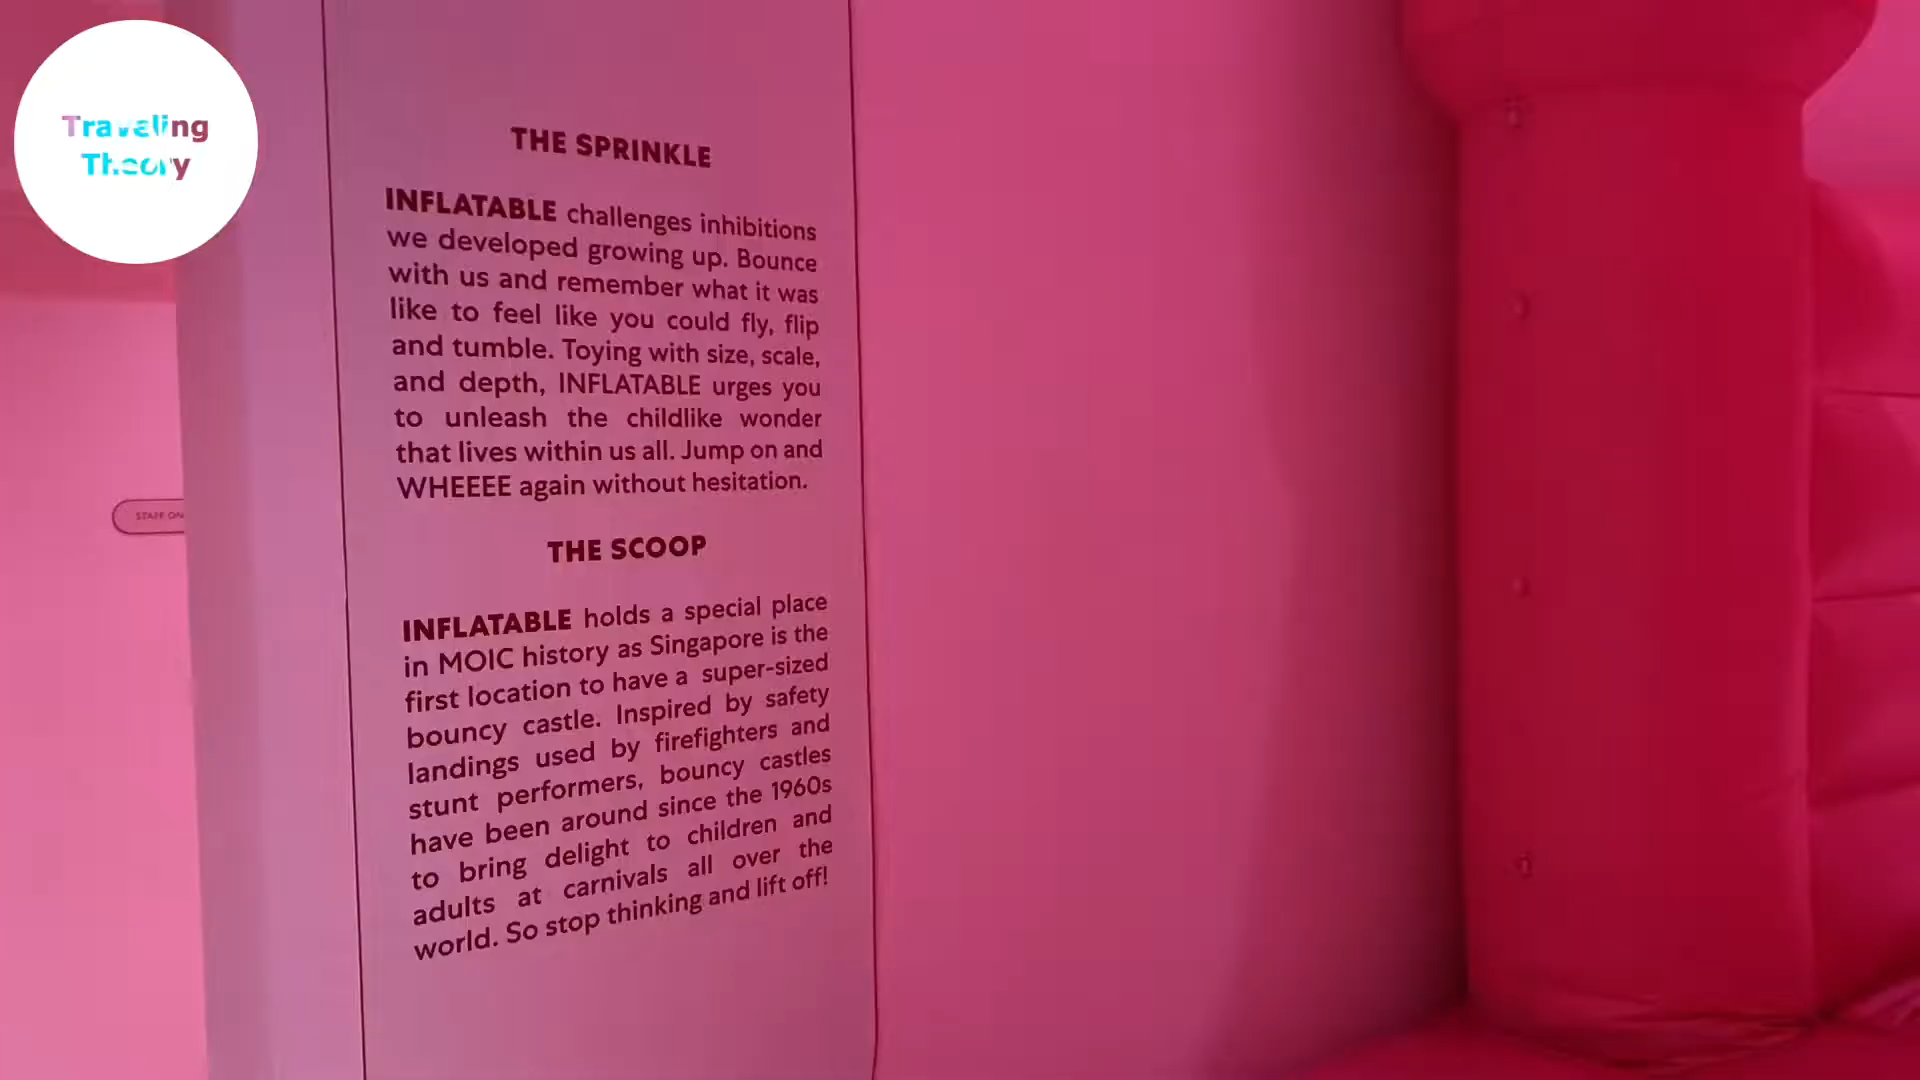 Traveling
Theory
THE SPRINKLE
INFLATABLE challenges inhibitions
we developed growing up. Bounce
with us and remember what it was
like to feel like you could fly, flip
and tumble. Toying with size, scale,
and depth, INFLATABLE urges you
to unleash the childlike wonder
that lives within us all. Jump on and
WHEEEE again without hesitation.
STAFF ON
THE SCOOP
INFLATABLE holds a special place
in MOIC history as Singapore is the
first location to have a super-sized
bouncy castle. Inspired by safety
landings used by firefighters and
stunt performers, bouncy castles
have been around since the 1960s
to bring delight to children and
adults at carnivals all over the
world. So stop thinking and lift off!